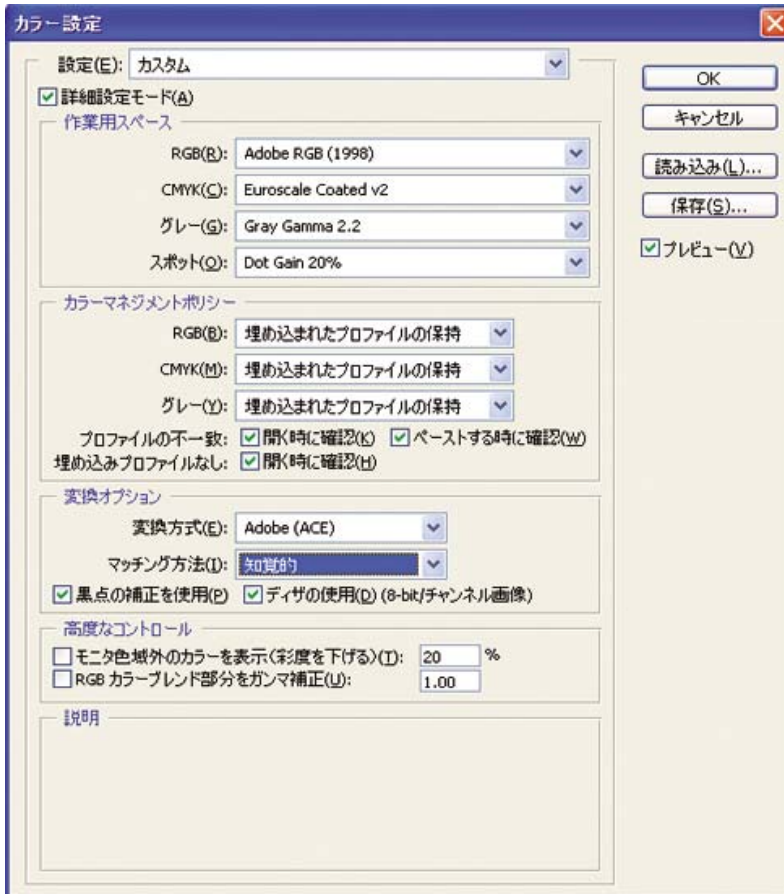 カラー設定
設定(E): カスタム
詳細設定モード(A)
作業用スペース
RGB(R): Adobe RGB (1998)
CMYK(C): Euroscale Coated v2
グレー(G): Gray Gamma 2.2
スポット(O): Dot Gain 20%
カラーマネジメントポリシー
RGB(B): 埋め込まれたプロファイルの保持
CMYK(M): 埋め込まれたプロファイルの保持
グレー(Y): 埋め込まれたプロファイルの保持
プロファイルの不一致: 開く時に確認(K) ペーストする時に確認(W)
埋め込みプロファイルなし: 開く時に確認(H)
変換オプション
変換方式(E): Adobe (ACE)
マッチング方法(I): 知覚的
黒点の補正を使用(P) ディザの使用(D) (8-bit/チャンネル画像)
高度なコントロール
モニタ色域外のカラーを表示(彩度を下げる)(T): 20 %
RGB カラーブレンド部分をガンマ補正(U): 1.00
説明
OK
キャンセル
読み込み(L)...
保存(S)...
プレビュー(V)